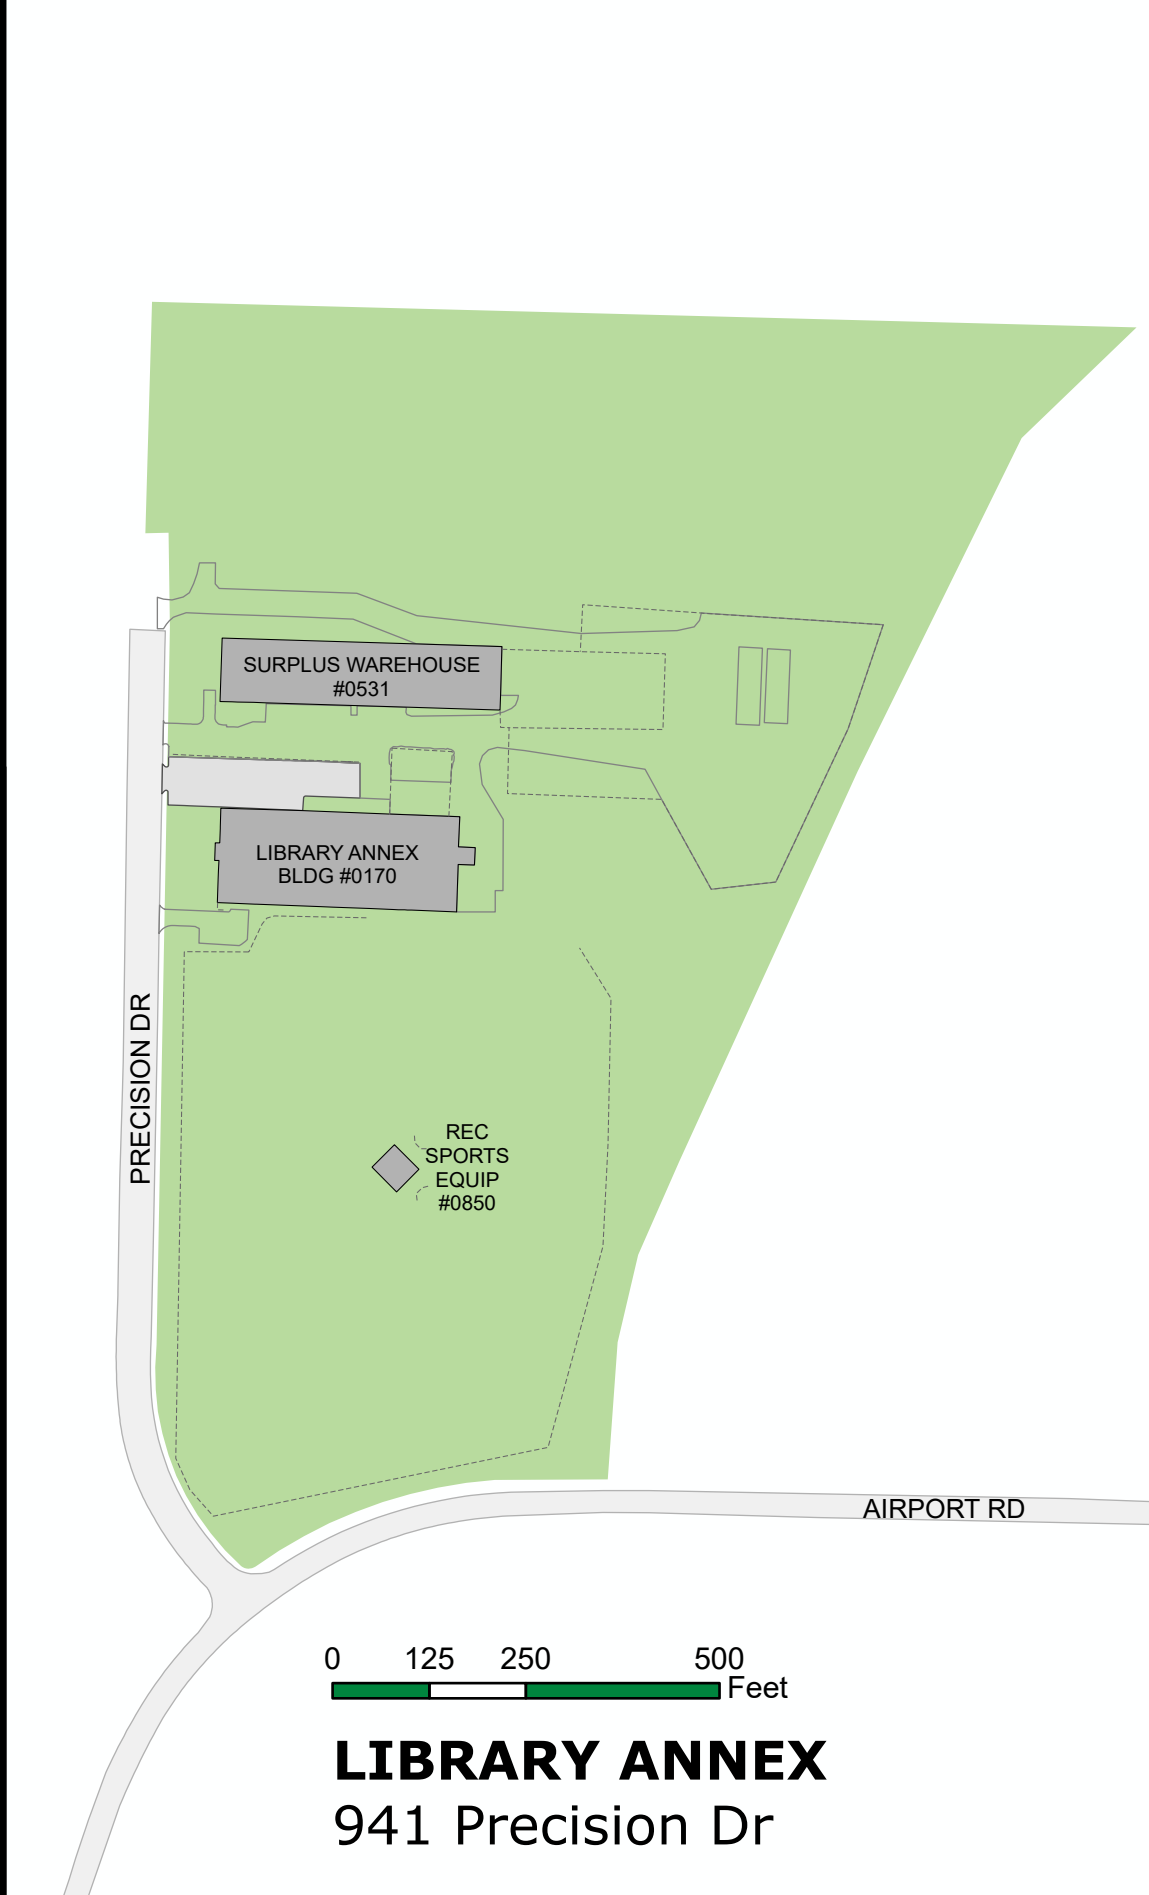 SURPLUS WAREHOUSE
#0531
LIBRARY ANNEX
BLDG #0170
PRECISION DR
REC
SPORTS
EQUIP
#0850
AIRPORT RD
0 125 250 500
Feet
LIBRARY ANNEX
941 Precision Dr